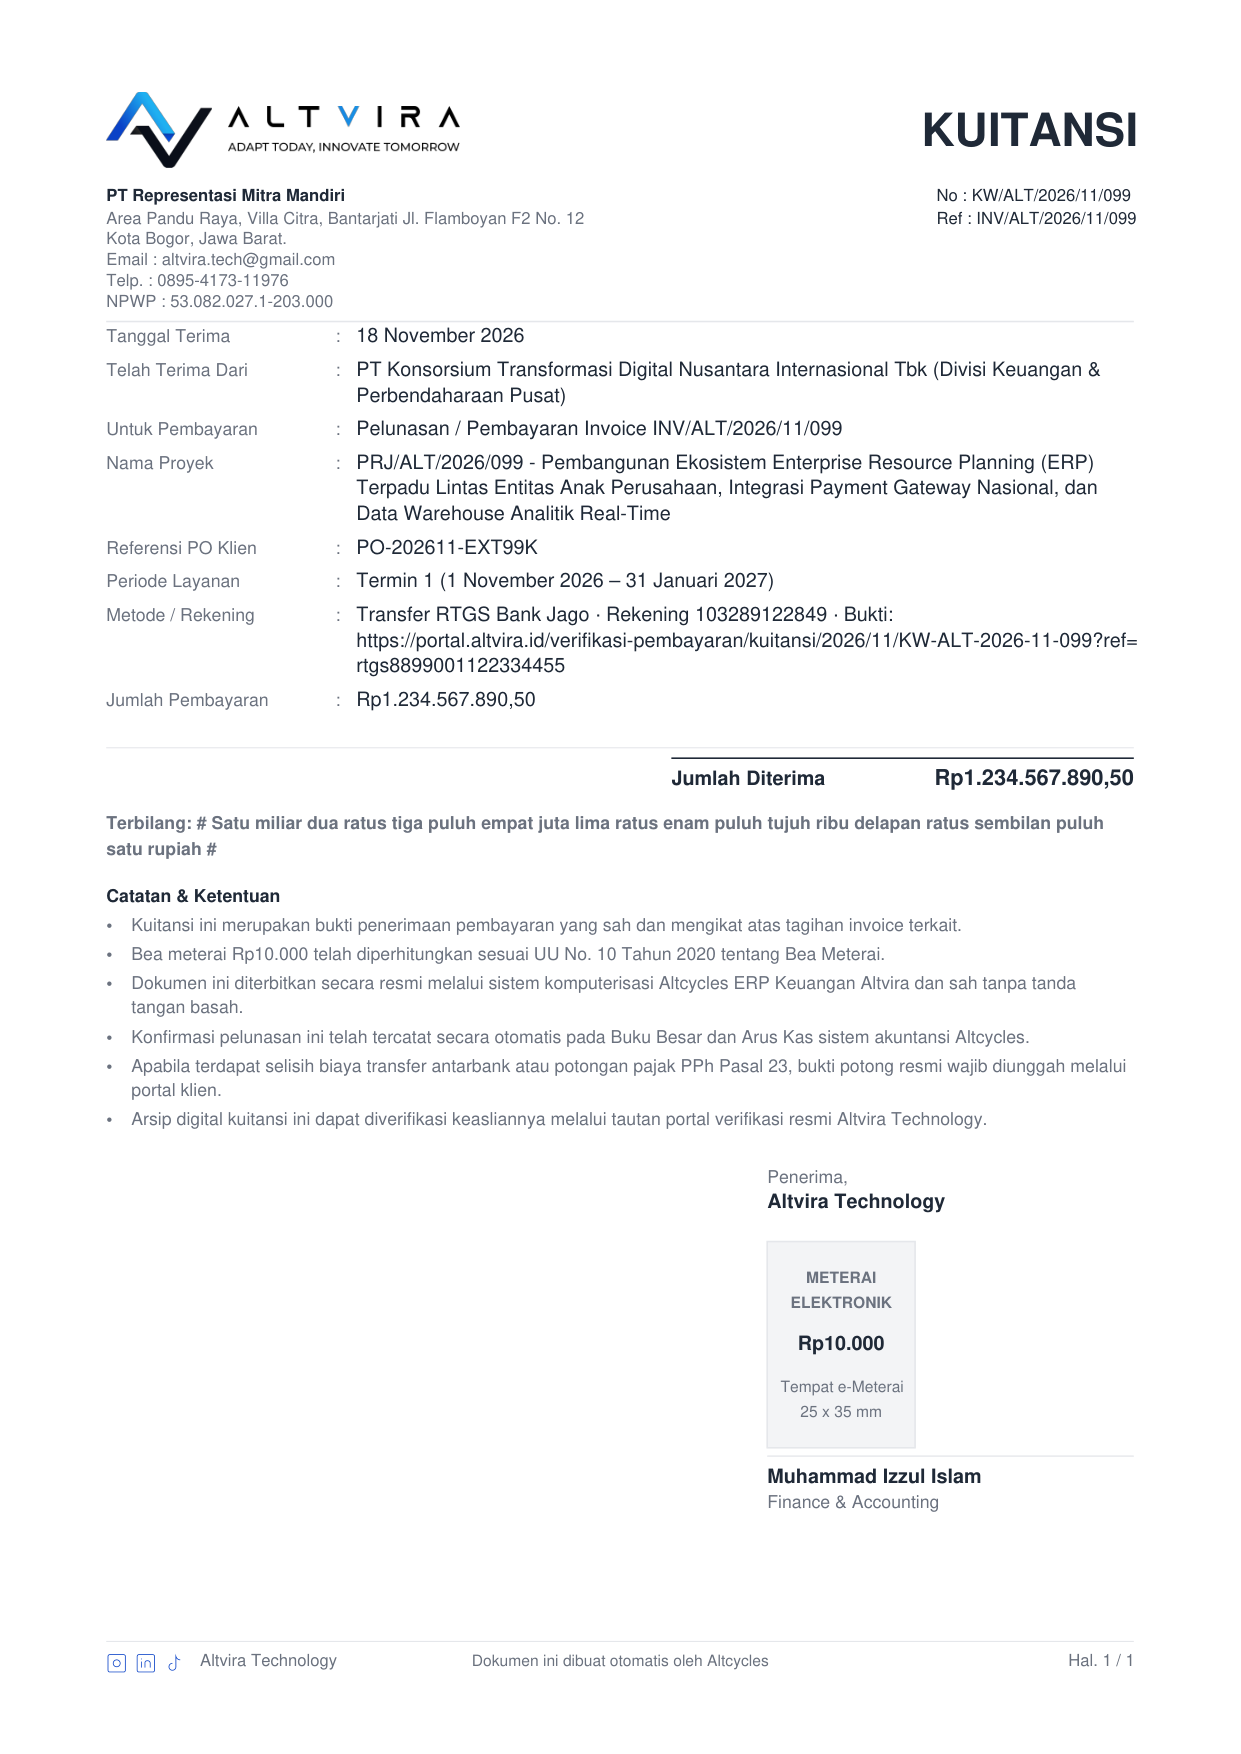 ALTVIRA
ADAPT TODAY, INNOVATE TOMORROW
KUITANSI
PT Representasi Mitra Mandiri
Area Pandu Raya, Villa Citra, Bantarjati Jl. Flamboyan F2 No. 12
Kota Bogor, Jawa Barat.
Email : altvira.tech@gmail.com
Telp. : 0895-4173-11976
NPWP : 53.082.027.1-203.000
No : KW/ALT/2026/11/099
Ref : INV/ALT/2026/11/099
Tanggal Terima : 18 November 2026
Telah Terima Dari : PT Konsorsium Transformasi Digital Nusantara Internasional Tbk (Divisi Keuangan &
Perbendaharaan Pusat)
Untuk Pembayaran : Pelunasan / Pembayaran Invoice INV/ALT/2026/11/099
Nama Proyek : PRJ/ALT/2026/099 - Pembangunan Ekosistem Enterprise Resource Planning (ERP)
Terpadu Lintas Entitas Anak Perusahaan, Integrasi Payment Gateway Nasional, dan
Data Warehouse Analitik Real-Time
Referensi PO Klien : PO-202611-EXT99K
Periode Layanan : Termin 1 (1 November 2026 – 31 Januari 2027)
Metode / Rekening : Transfer RTGS Bank Jago · Rekening 103289122849 · Bukti:
https://portal.altvira.id/verifikasi-pembayaran/kuitansi/2026/11/KW-ALT-2026-11-099?ref=
rtgs8899001122334455
Jumlah Pembayaran : Rp1.234.567.890,50
Jumlah Diterima Rp1.234.567.890,50
Terbilang: # Satu miliar dua ratus tiga puluh empat juta lima ratus enam puluh tujuh ribu delapan ratus sembilan puluh
satu rupiah #
Catatan & Ketentuan
• Kuitansi ini merupakan bukti penerimaan pembayaran yang sah dan mengikat atas tagihan invoice terkait.
• Bea meterai Rp10.000 telah diperhitungkan sesuai UU No. 10 Tahun 2020 tentang Bea Meterai.
• Dokumen ini diterbitkan secara resmi melalui sistem komputerisasi Altcycles ERP Keuangan Altvira dan sah tanpa tanda
tangan basah.
• Konfirmasi pelunasan ini telah tercatat secara otomatis pada Buku Besar dan Arus Kas sistem akuntansi Altcycles.
• Apabila terdapat selisih biaya transfer antarbank atau potongan pajak PPh Pasal 23, bukti potong resmi wajib diunggah melalui
portal klien.
• Arsip digital kuitansi ini dapat diverifikasi keasliannya melalui tautan portal verifikasi resmi Altvira Technology.
Penerima,
Altvira Technology
METERAI
ELEKTRONIK
Rp10.000
Tempat e-Meterai
25 x 35 mm
Muhammad Izzul Islam
Finance & Accounting
in Altvira Technology Dokumen ini dibuat otomatis oleh Altcycles Hal. 1 / 1